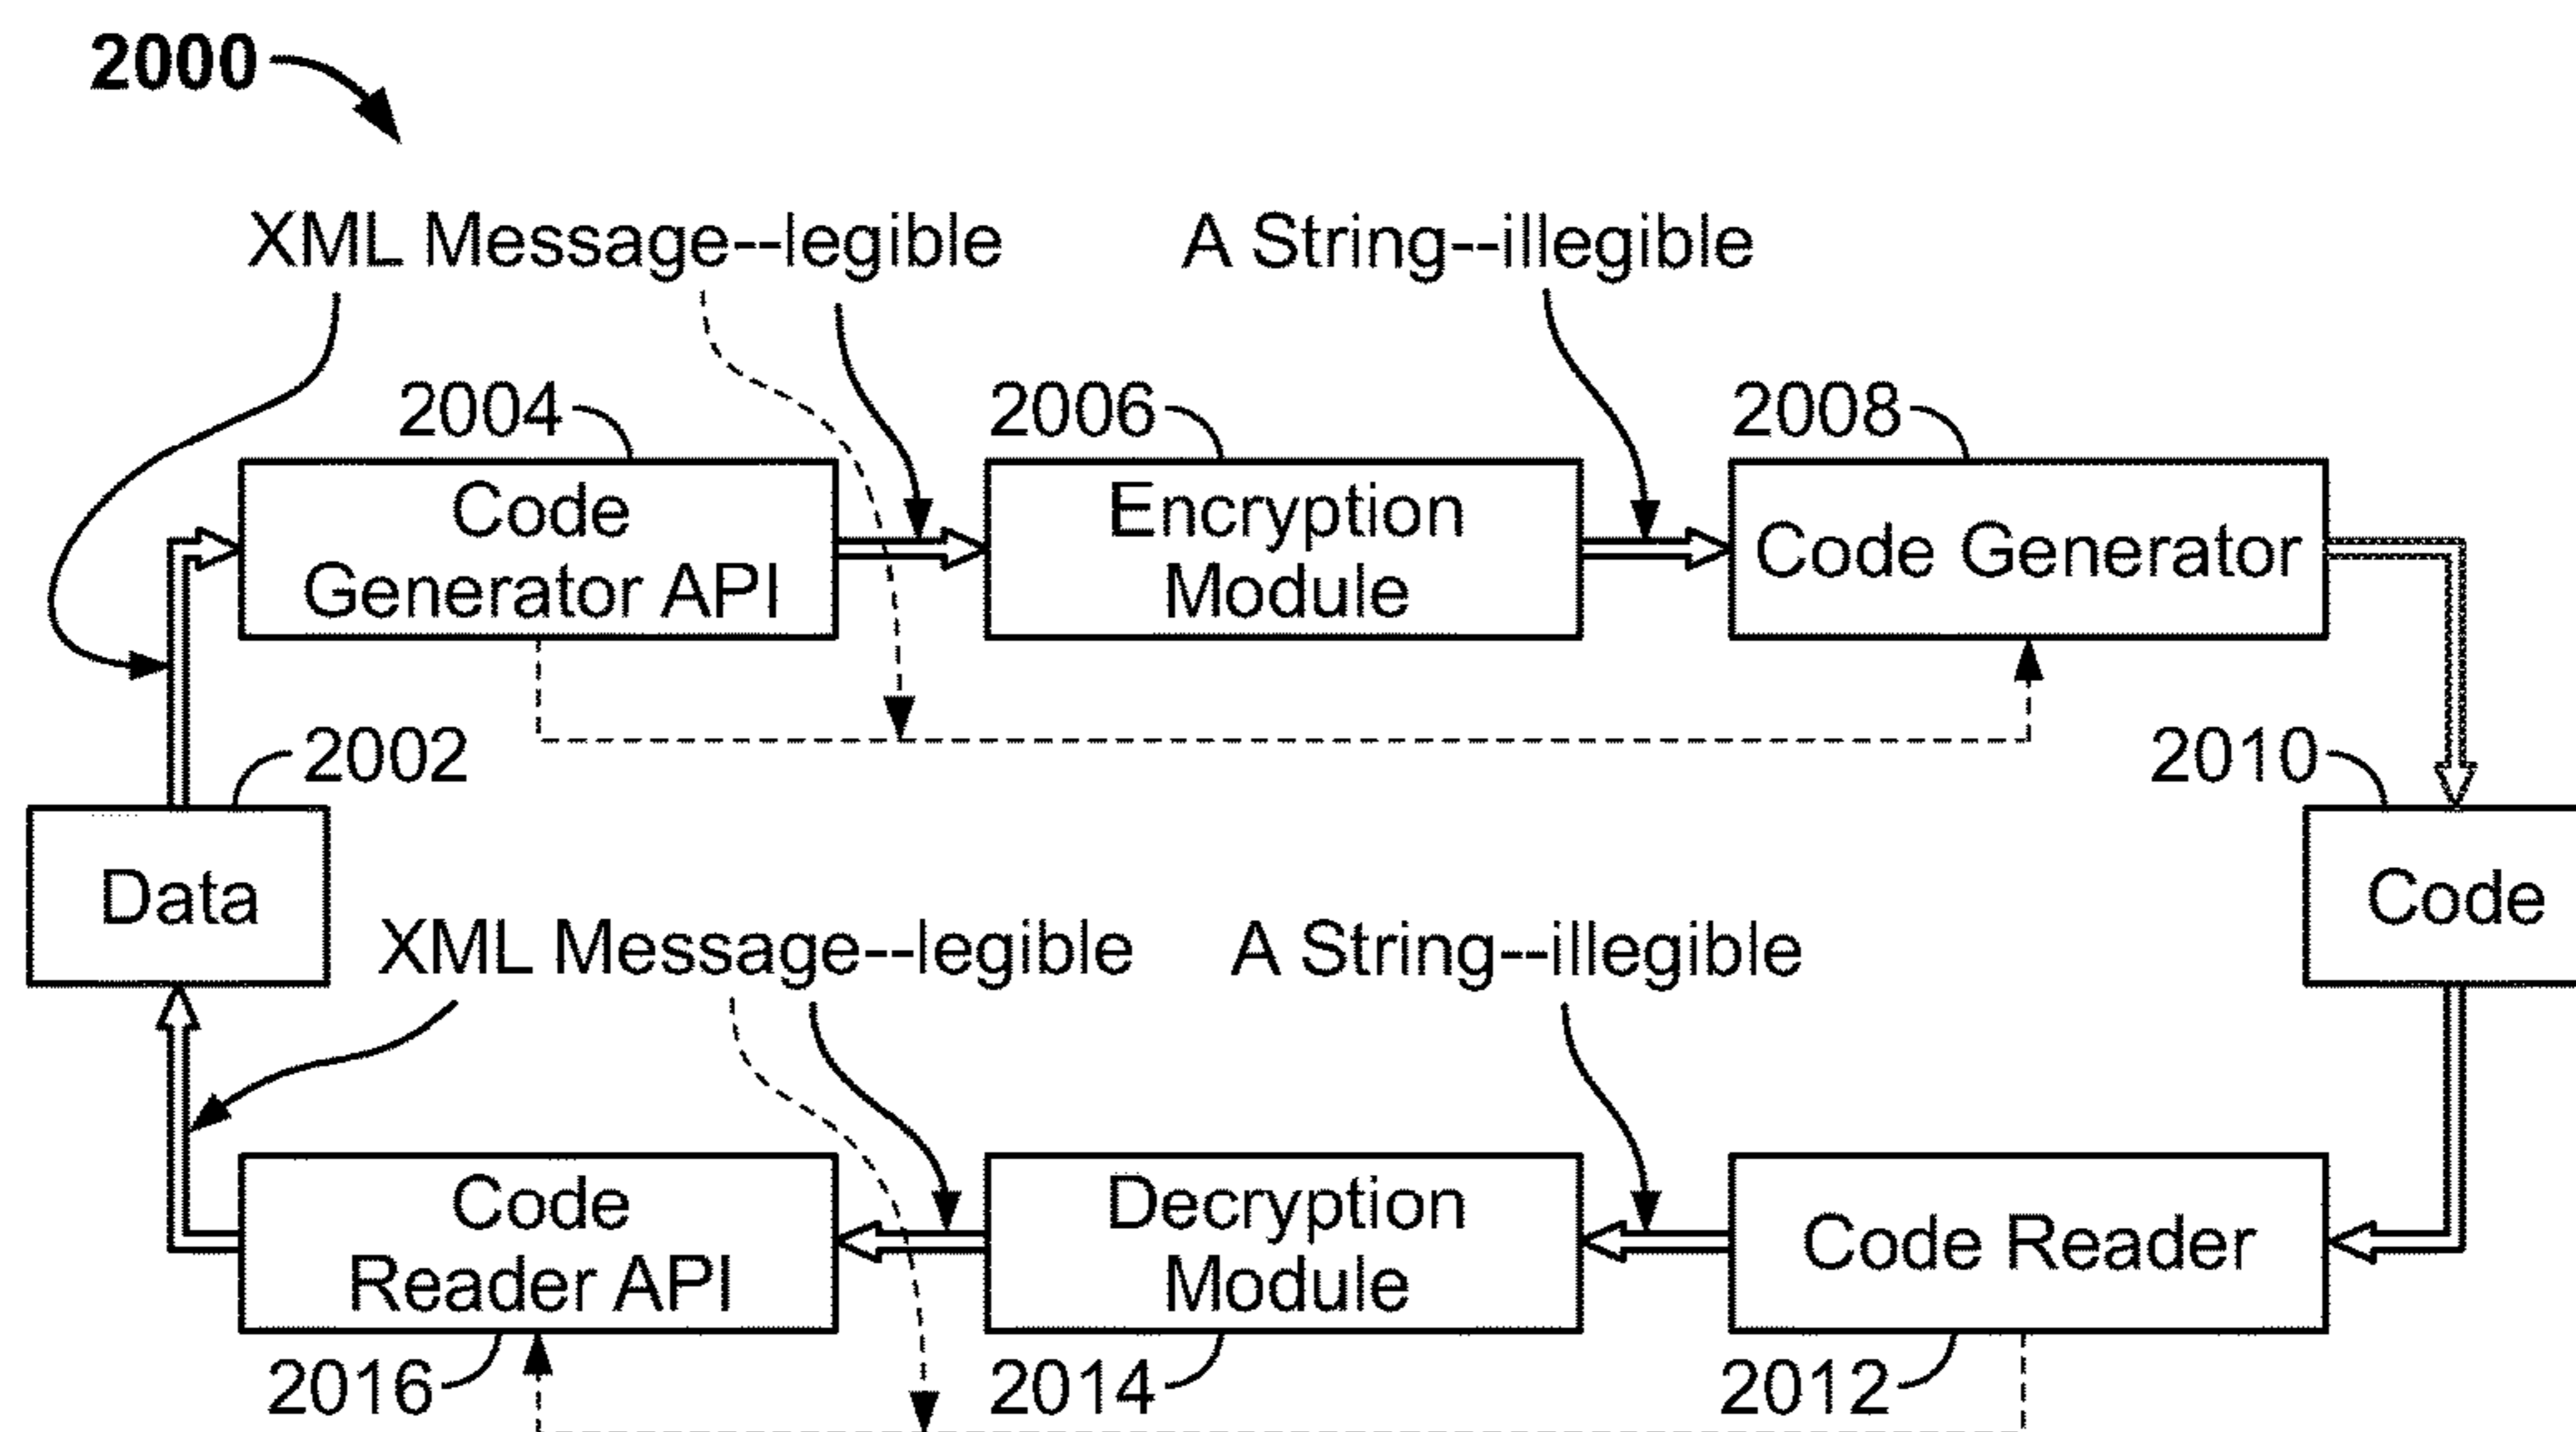 2000
XML Message--legible
A String--illegible
2004
2006
2008
Code
Generator API
Encryption
Module
Code Generator
2002
2010
Data
Code
XML Message--legible
A String--illegible
Code
Reader API
Decryption
Module
Code Reader
2016
2014
2012